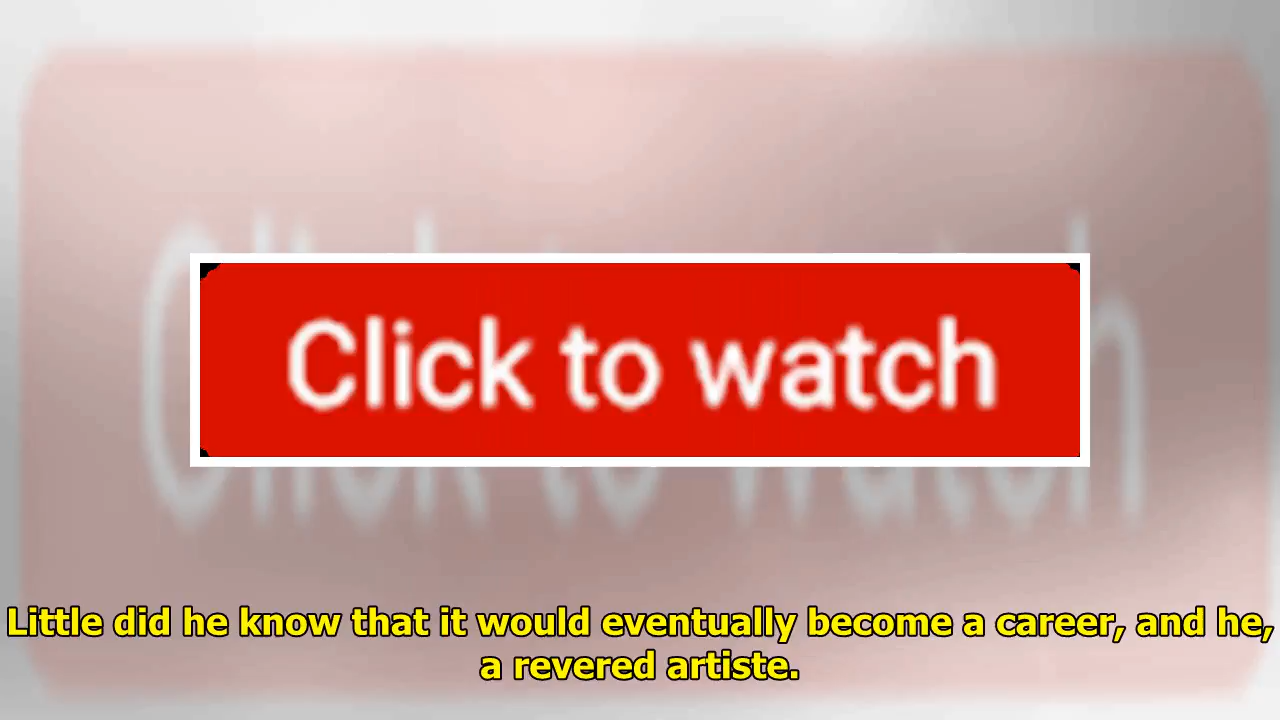 Click to watch
Little did he know that it would eventually become a career, and he,
a revered artiste.